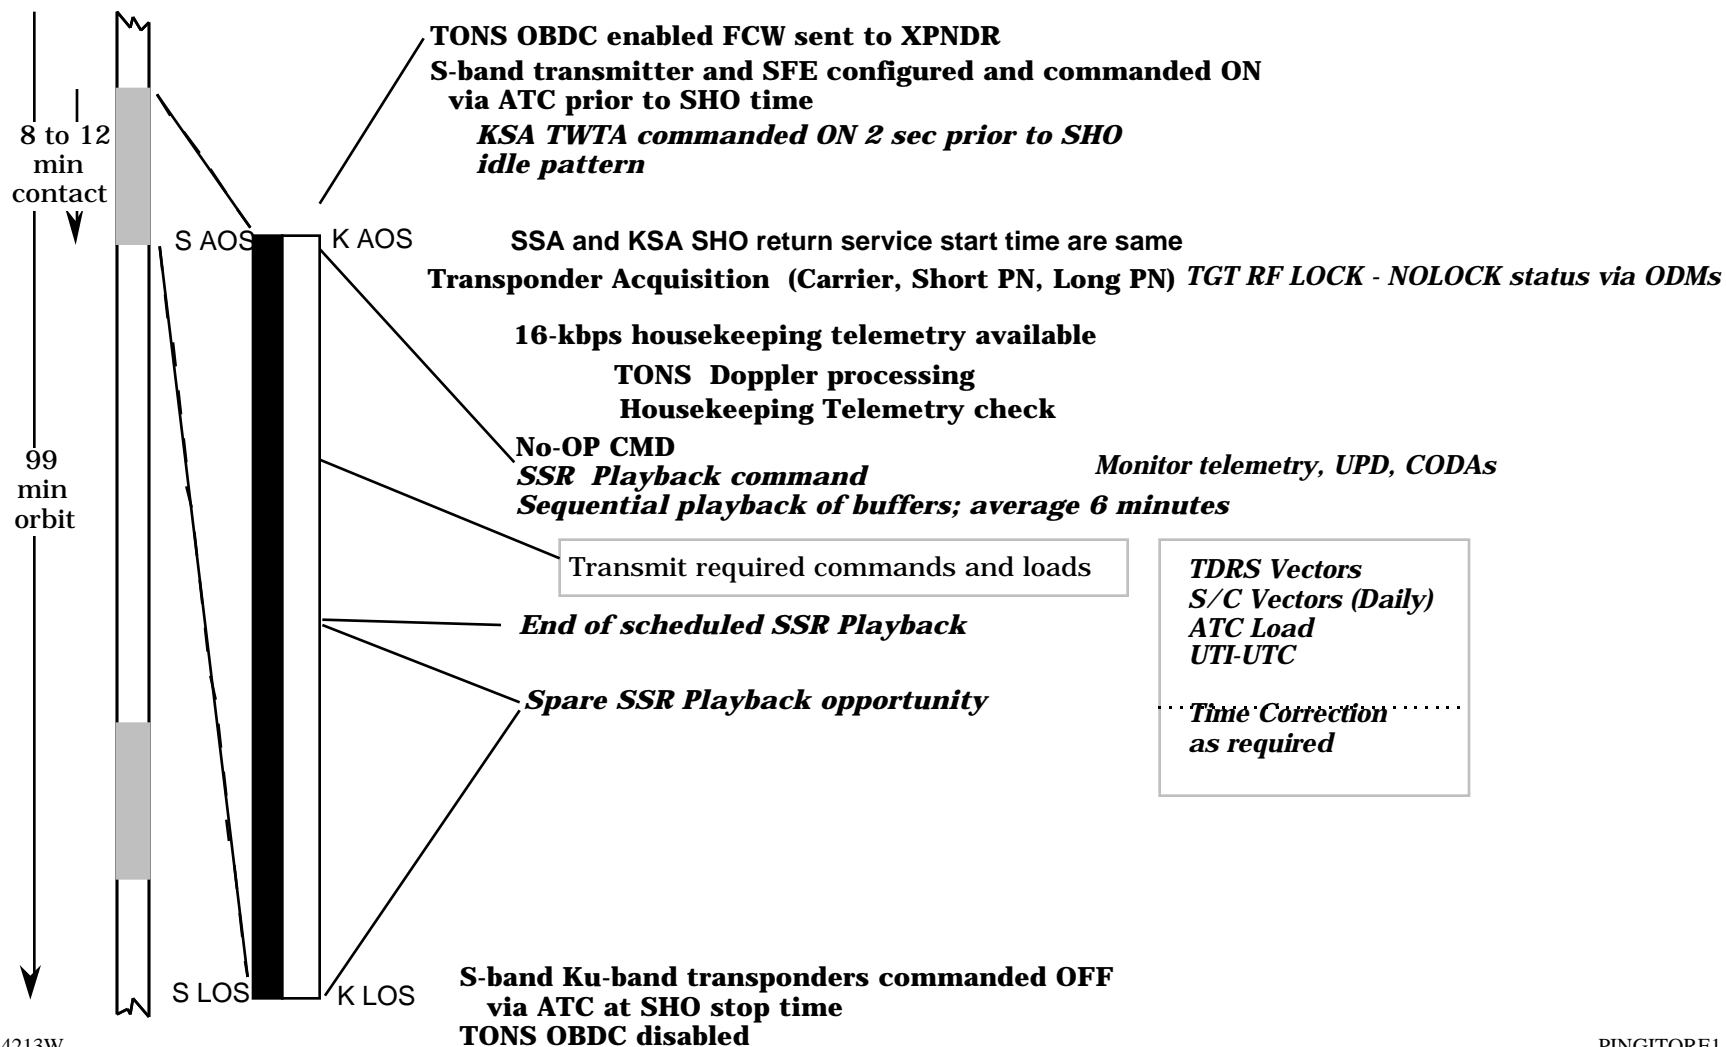 TONS OBDC enabled FCW sent to XPNDR
S-band transmitter and SFE configured and commanded ON
via ATC prior to SHO time
KSA TWTA commanded ON 2 sec prior to SHO
idle pattern
8 to 12
min
contact
S AOS
K AOS
SSA and KSA SHO return service start time are same
Transponder Acquisition (Carrier, Short PN, Long PN) TGT RF LOCK - NOLOCK status via ODMs
16-kbps housekeeping telemetry available
TONS Doppler processing
Housekeeping Telemetry check
No-OP CMD
SSR Playback command
Monitor telemetry, UPD, CODAs
Sequential playback of buffers; average 6 minutes
99
min
orbit
Transmit required commands and loads
TDRS Vectors
S/C Vectors (Daily)
ATC Load
UTI-UTC
Time Correction
as required
End of scheduled SSR Playback
Spare SSR Playback opportunity
S LOS
K LOS
S-band Ku-band transponders commanded OFF
via ATC at SHO stop time
TONS OBDC disabled